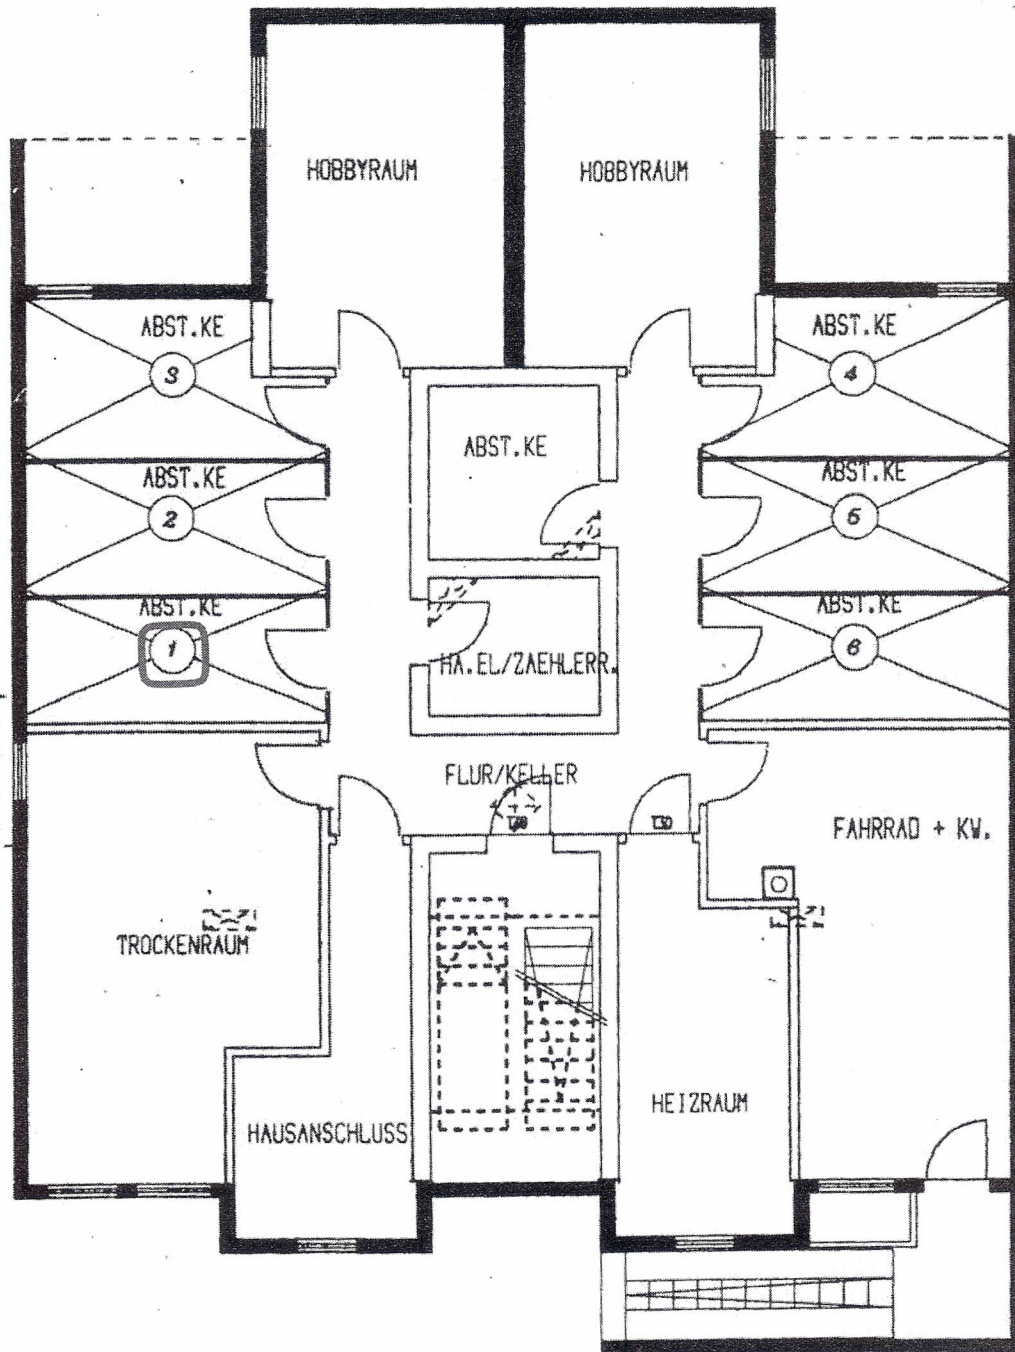 HOBBYRAUM
HOBBYRAUM
ABST.KE
3
ABST.KE
4
ABST.KE
ABST.KE
2
ABST.KE
5
ABST.KE
1
ABST.KE
6
HA.EL/ZAEHLERR.
FLUR/KELLER
T30
FAHRRAD + KW.
TROCKENRAUM
HEIZRAUM
HAUSANSCHLUSS